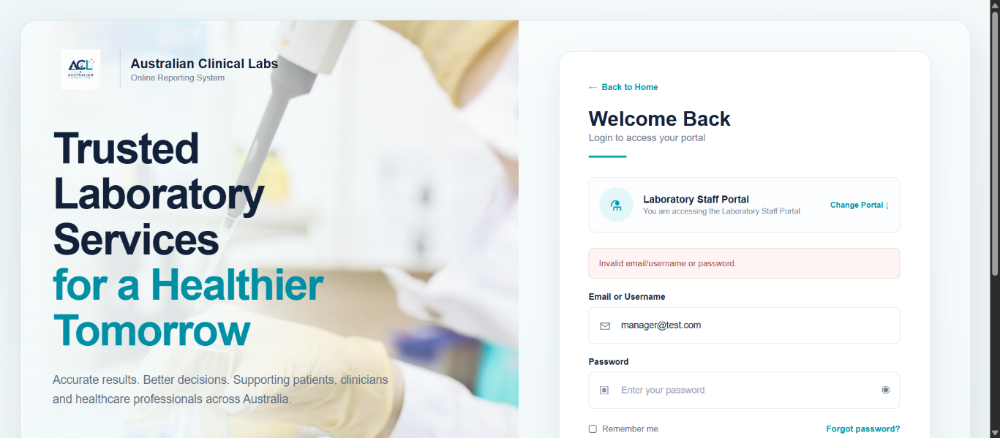 ACL
AUSTRALIAN
Australian Clinical Labs
Online Reporting System
Trusted
Laboratory
Services
for a Healthier
Tomorrow
Accurate results. Better decisions. Supporting patients, clinicians
and healthcare professionals across Australia.
← Back to Home
Welcome Back
Login to access your portal
Laboratory Staff Portal
You are accessing the Laboratory Staff Portal
Change Portal ↓
Invalid email/username or password.
Email or Username
manager@test.com
Password
Enter your password
Remember me
Forgot password?